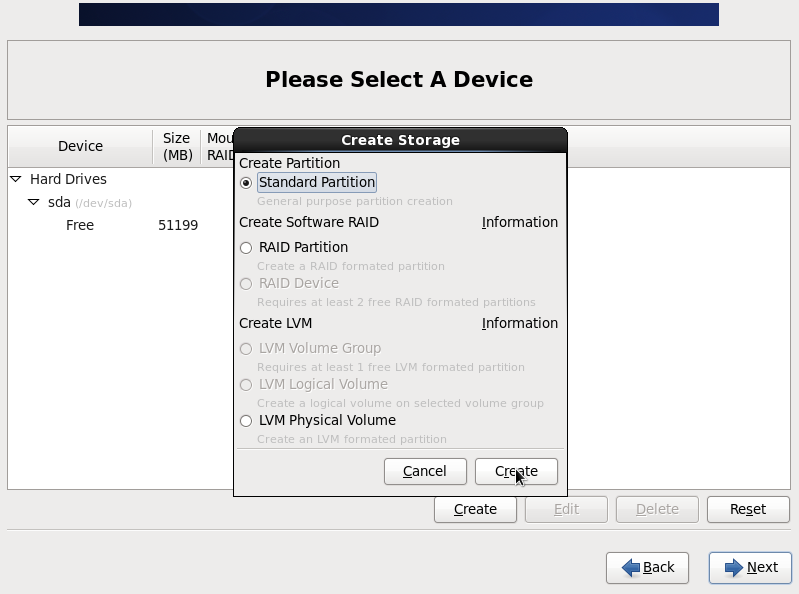 Please Select A Device
Device
Size
(MB)
Mou
RAID
Hard Drives
sda (/dev/sda)
Free 51199
Create Storage
Create Partition
Standard Partition
General purpose partition creation
Create Software RAID Information
RAID Partition
Create a RAID formated partition
RAID Device
Requires at least 2 free RAID formated partitions
Create LVM Information
LVM Volume Group
Requires at least 1 free LVM formated partition
LVM Logical Volume
Create a logical volume on selected volume group
LVM Physical Volume
Create an LVM formated partition
Cancel Create
Create Edit Delete Reset
Back Next